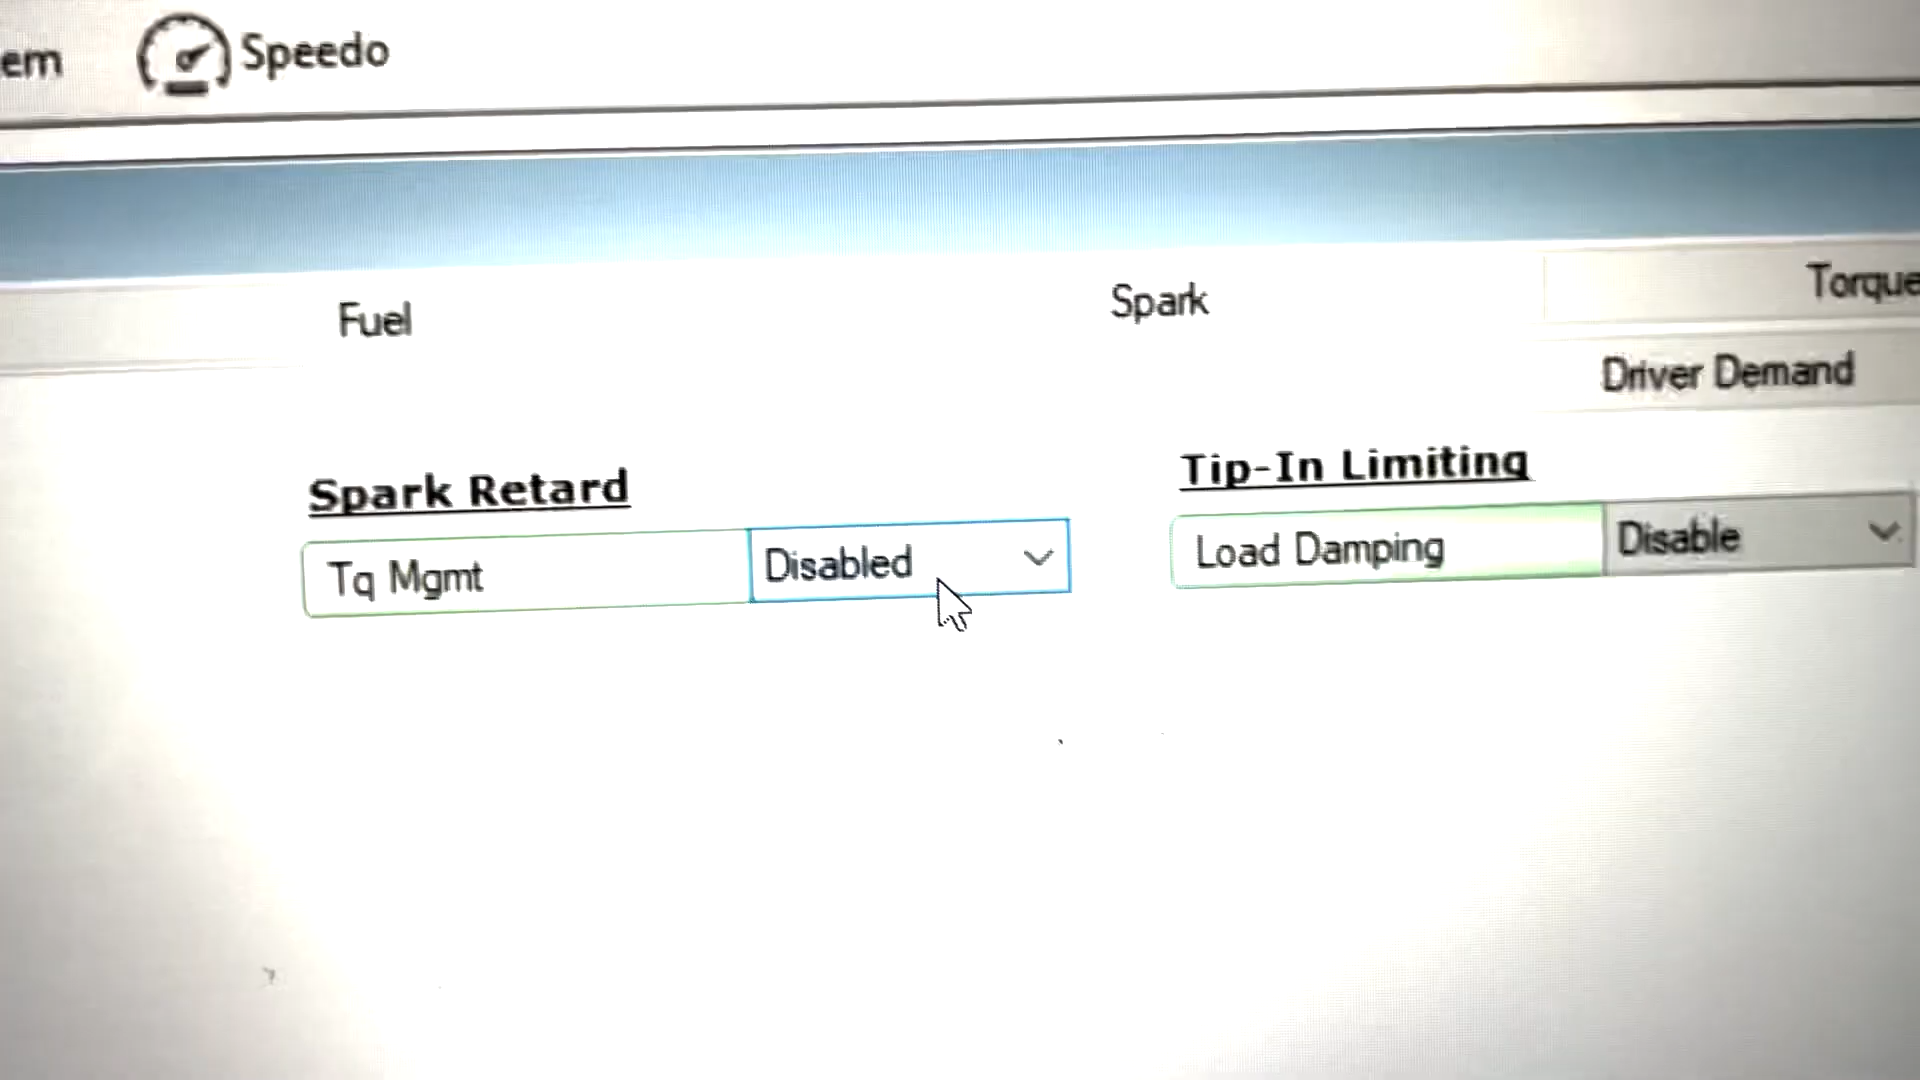 em Speedo
Fuel Spark Torque
Driver Demand
Spark Retard
Tq Mgmt Disabled
Tip-In Limiting
Load Damping Disable